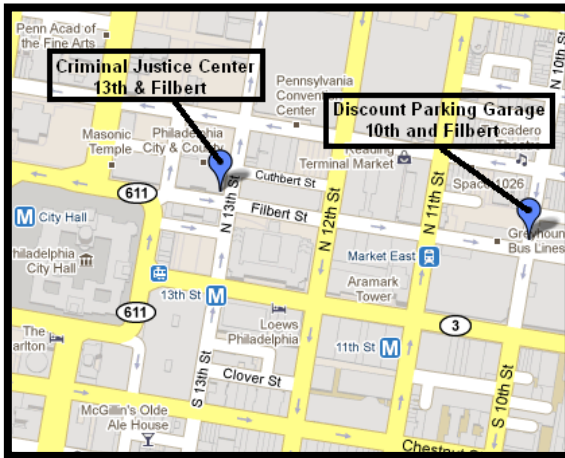 Penn Acad of
the Fine Arts
Criminal Justice Center
13th & Filbert
Pennsylvania
Convention
Center
Discount Parking Garage
10th and Filbert
N 10th St
Masonic
Temple
Philadelphia
City & County
Reading
Terminal Market
Space 1026
Cuthbert St
611
N 13th St
Filbert St
N 12th St
N 11th St
M City Hall
Philadelphia
City Hall
Greyhound
Bus Lines
Market East
Aramark
Tower
13th St M
611
Loews
Philadelphia
3
The
arlton
11th St M
S 13th St
Clover St
S 10th St
McGillin's Olde
Ale House
Chestnut